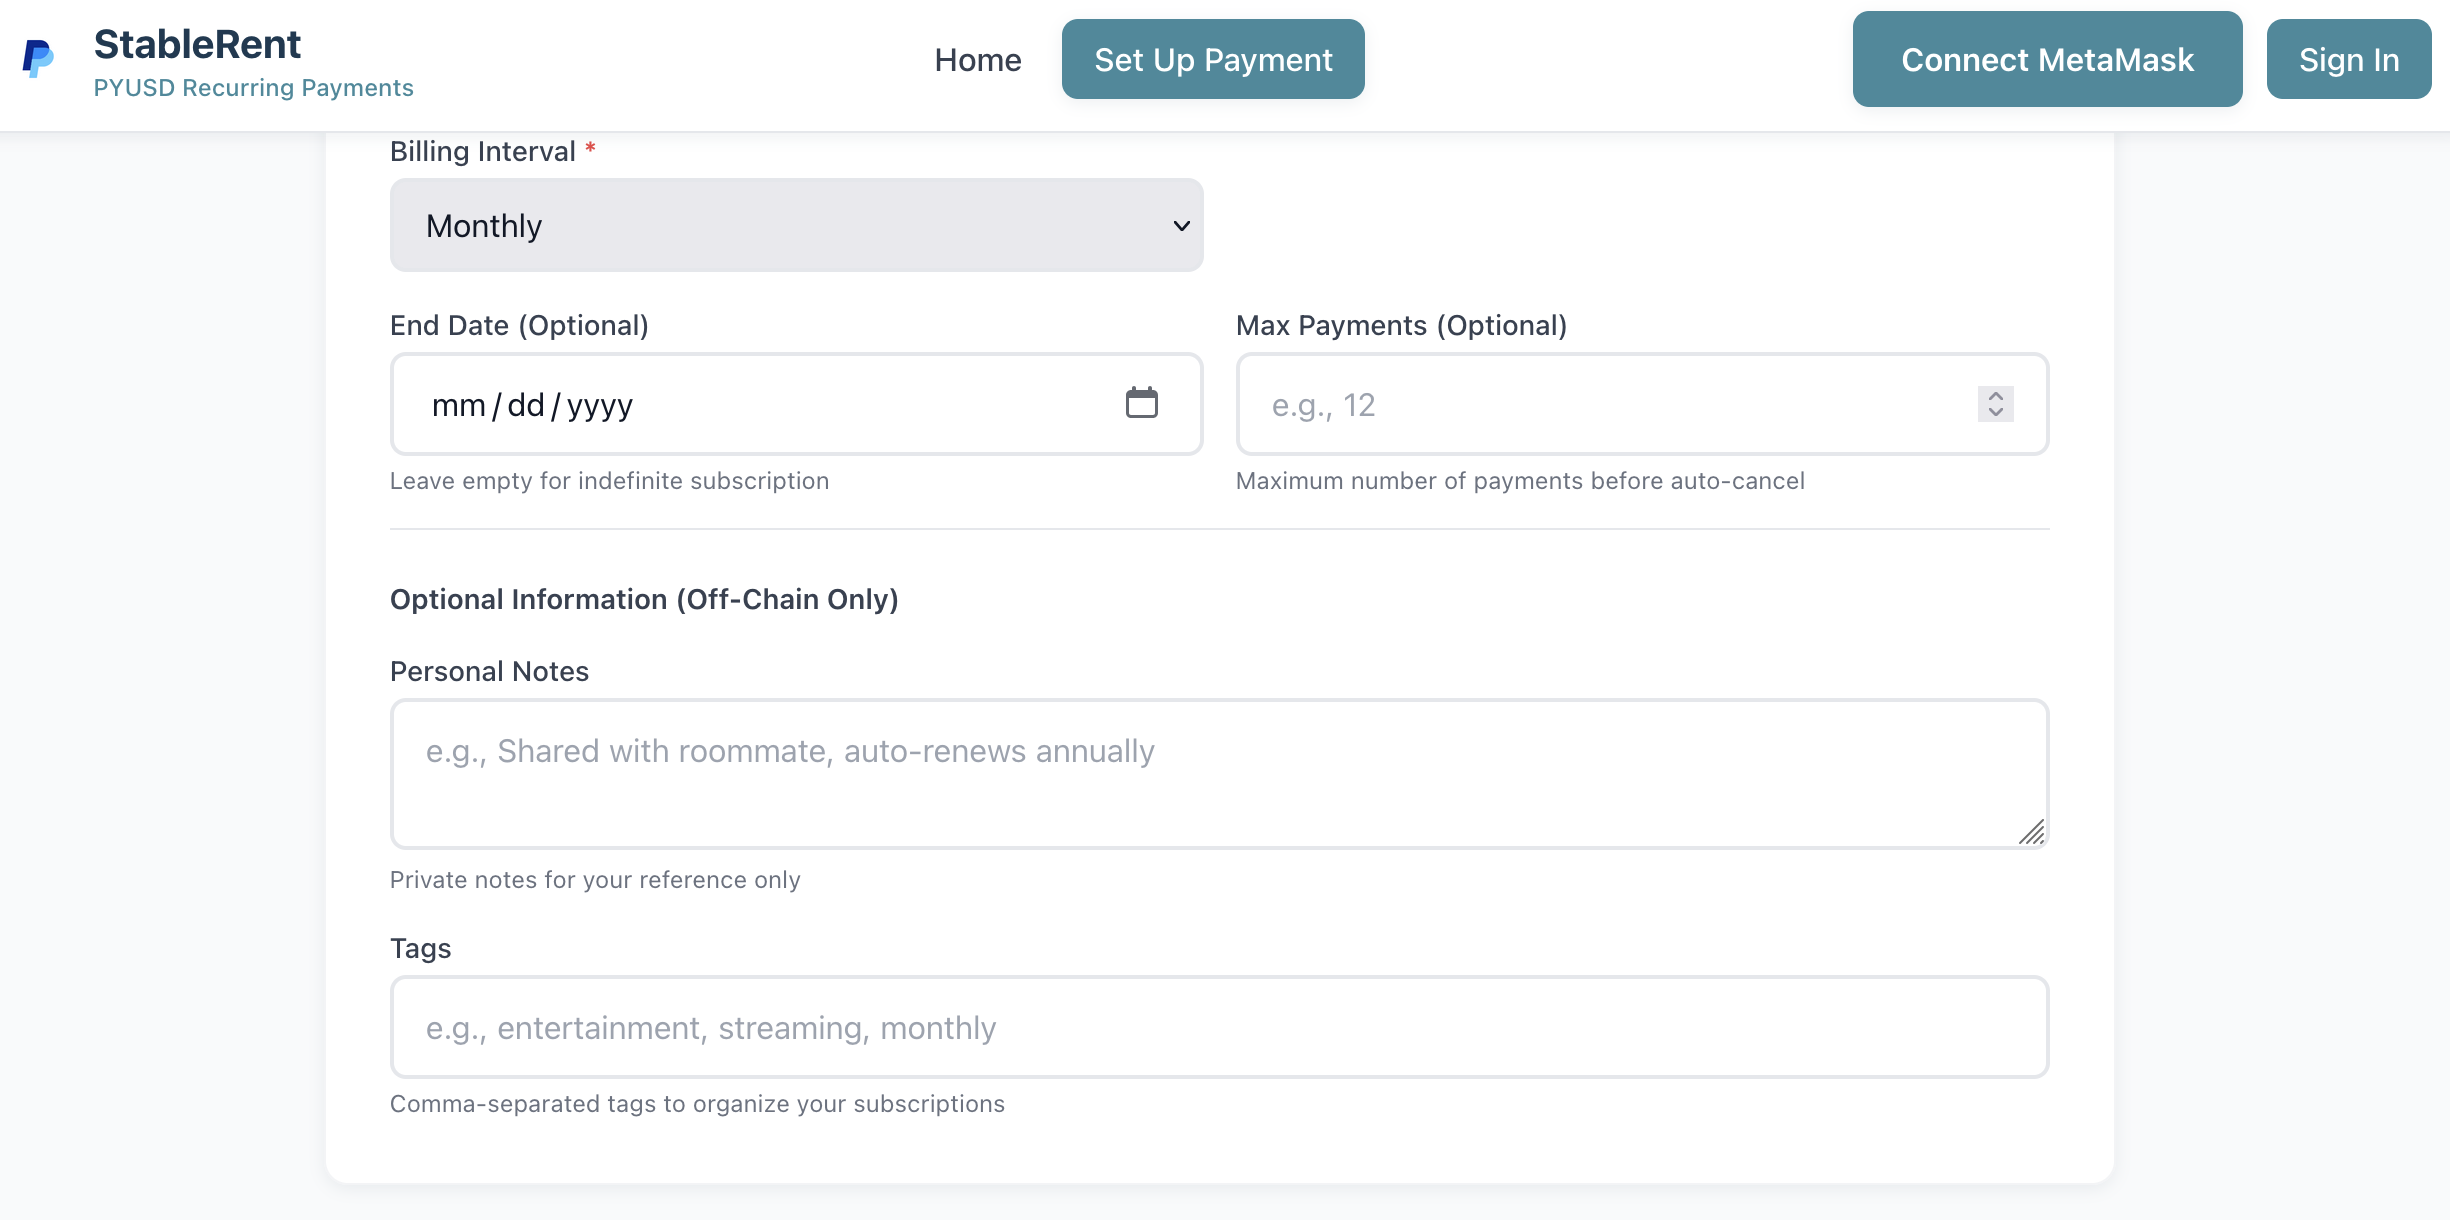 StableRent
PYUSD Recurring Payments
Home
Set Up Payment
Connect MetaMask
Sign In
Billing Interval *
Monthly
End Date (Optional)
Max Payments (Optional)
mm/dd/yyyy
e.g., 12
Leave empty for indefinite subscription
Maximum number of payments before auto-cancel
Optional Information (Off-Chain Only)
Personal Notes
e.g., Shared with roommate, auto-renews annually
Private notes for your reference only
Tags
e.g., entertainment, streaming, monthly
Comma-separated tags to organize your subscriptions